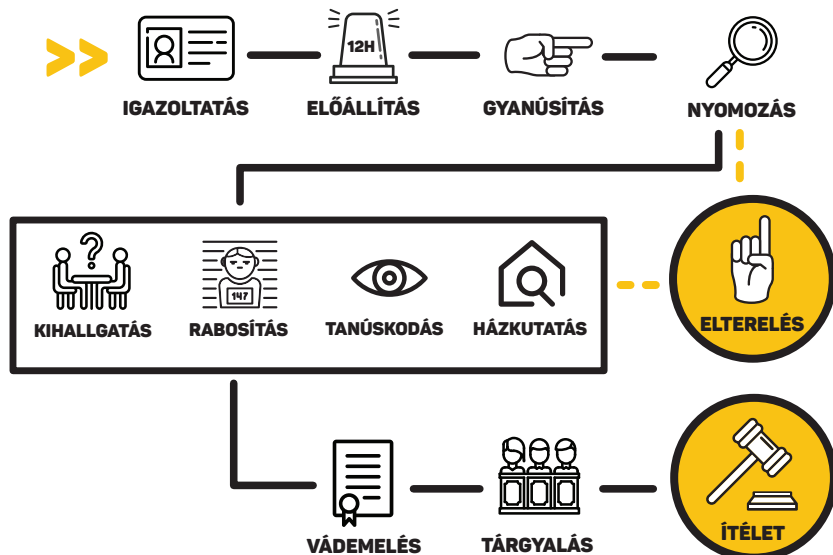 >>
12H
IGAZOLTATÁS
ELŐÁLLÍTÁS
GYANÚSÍTÁS
NYOMOZÁS
?
147
KIHALLGATÁS
RABOSÍTÁS
TANÚSKODÁS
HÁZKUTATÁS
ELTERELÉS
VÁDEMELÉS
TÁRGYALÁS
ÍTÉLET